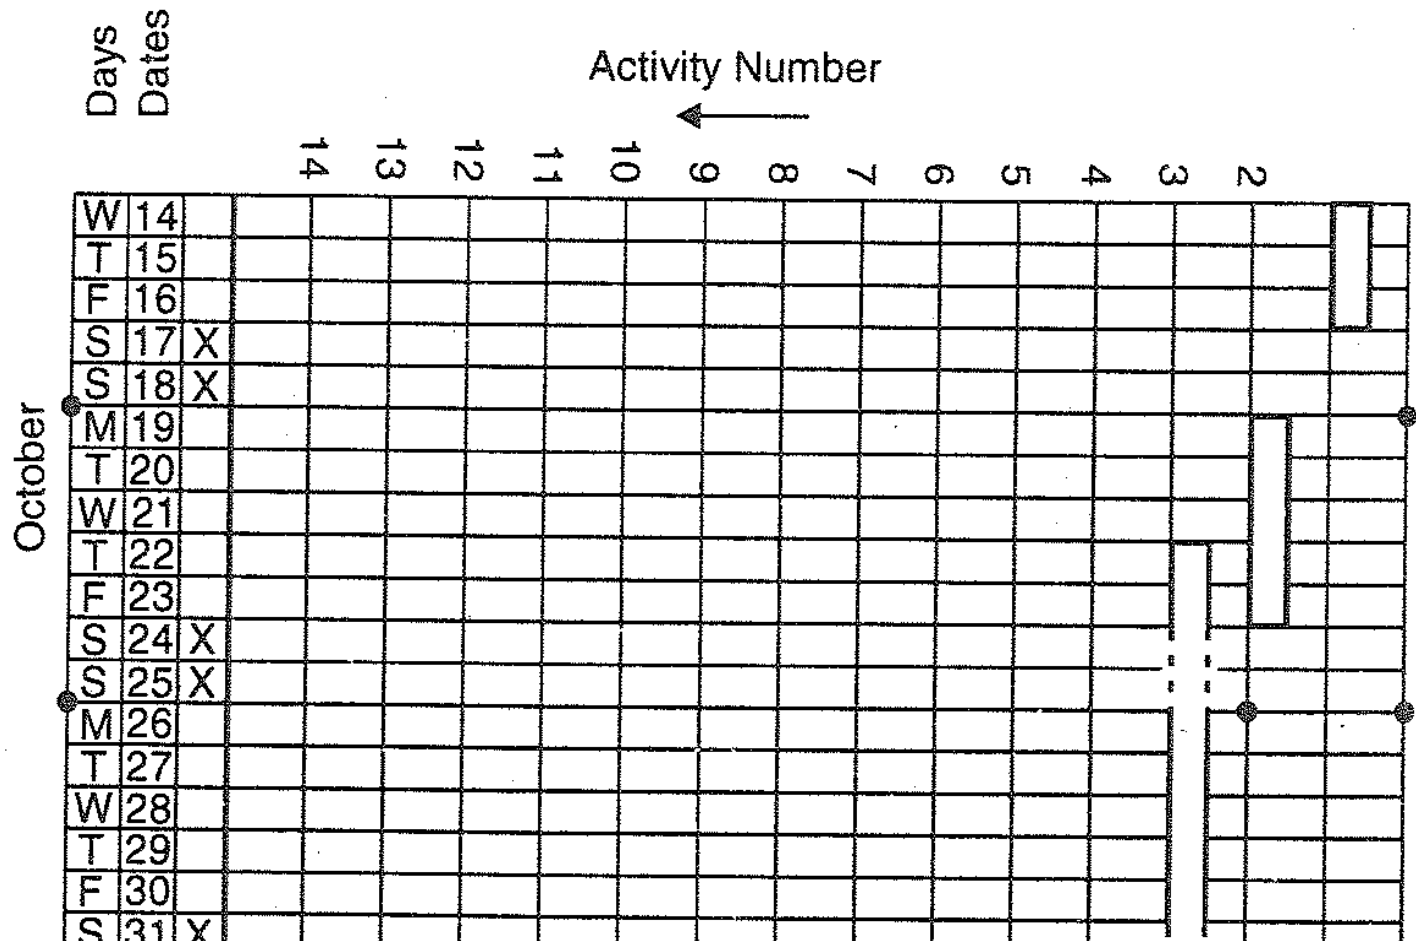 Days
Dates
Activity Number
14 13 12 11 10 9 8 7 6 5 4 3 2
October
W 14
T 15
F 16
S 17 X
S 18 X
M 19
T 20
W 21
T 22
F 23
S 24 X
S 25 X
M 26
T 27
W 28
T 29
F 30
S 31 X